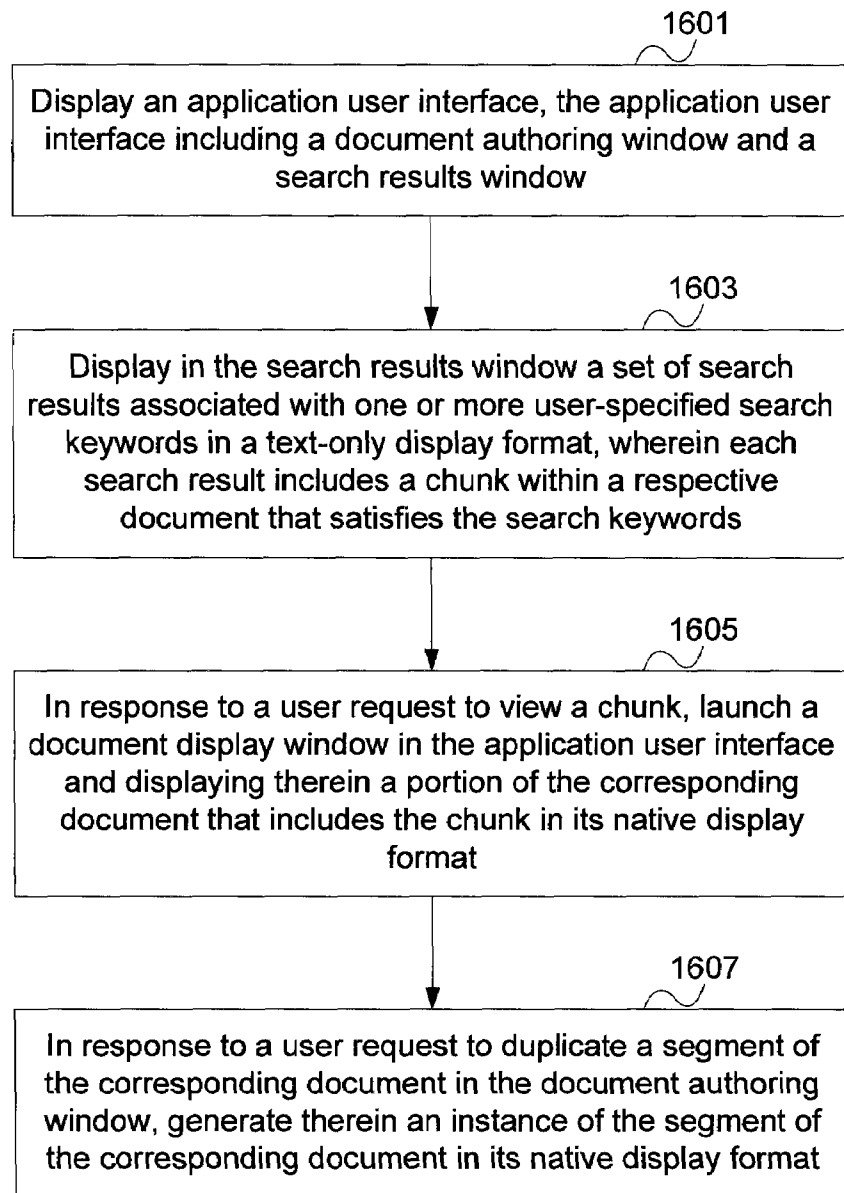 1601
Display an application user interface, the application user
interface including a document authoring window and a
search results window
1603
Display in the search results window a set of search
results associated with one or more user-specified search
keywords in a text-only display format, wherein each
search result includes a chunk within a respective
document that satisfies the search keywords
1605
In response to a user request to view a chunk, launch a
document display window in the application user interface
and displaying therein a portion of the corresponding
document that includes the chunk in its native display
format
1607
In response to a user request to duplicate a segment of
the corresponding document in the document authoring
window, generate therein an instance of the segment of
the corresponding document in its native display format